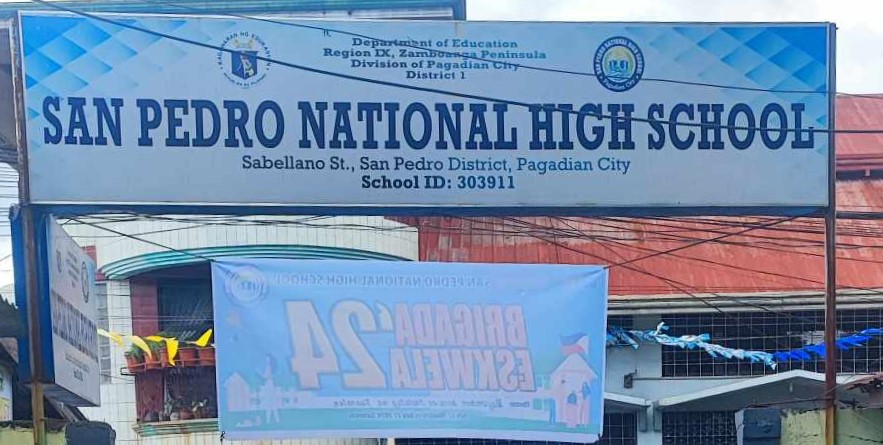 Department of Education
Region IX, Zamboanga Peninsula
Division of Pagadian City
District 1
SAN PEDRO NATIONAL HIGH SCHOOL
Sabellano St., San Pedro District, Pagadian City
School ID: 303911
SAN PEDRO NATIONAL HIGH SCHOOL
BRIGADA
ESKWELA
'24